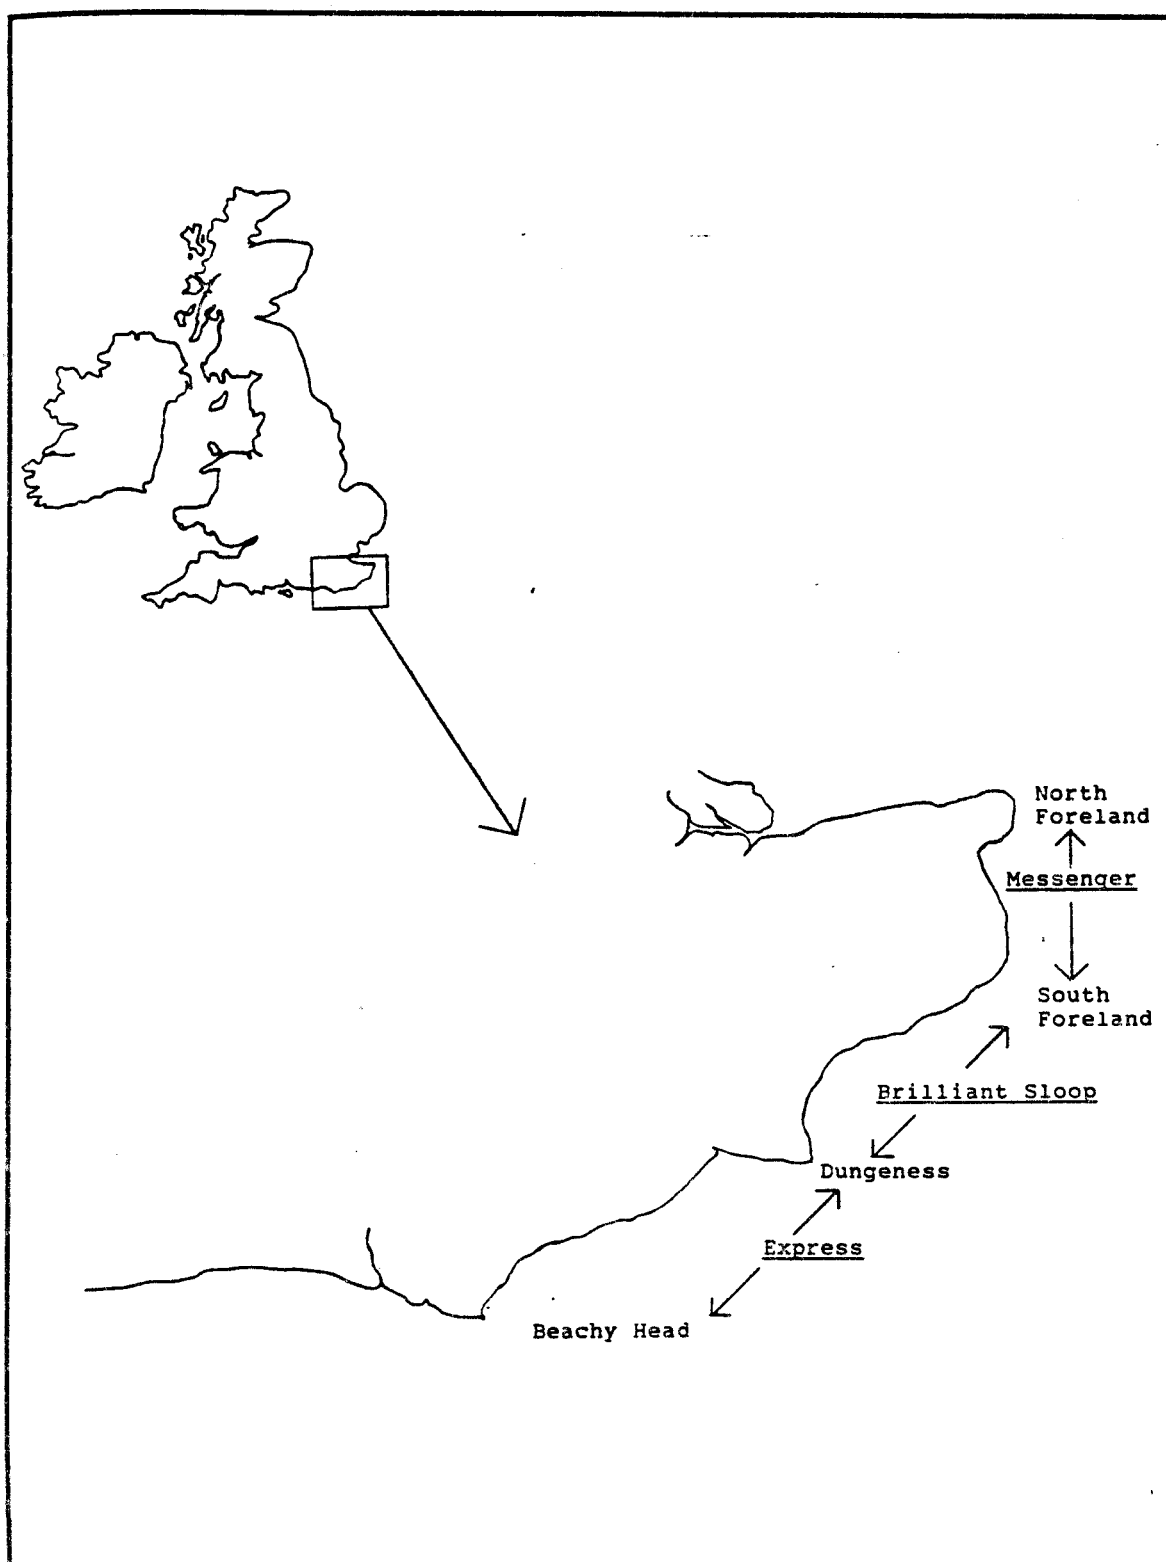 North
Foreland
Messenger
South
Foreland
Brilliant Sloop
Dungeness
Express
Beachy Head